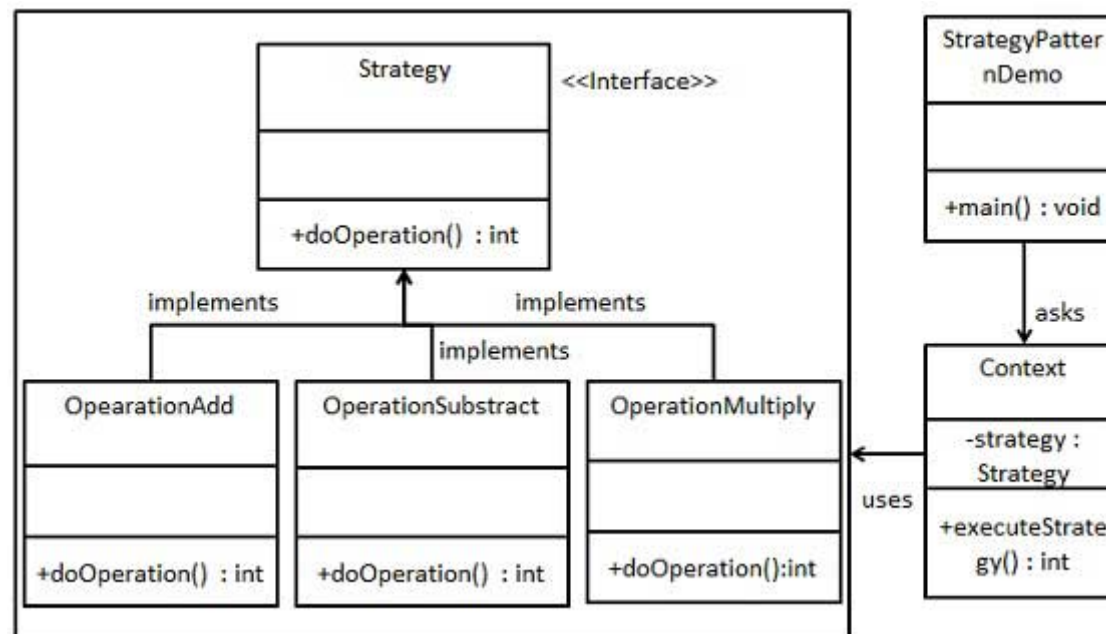 Strategy
<<Interface>>
+doOperation() : int
implements
implements
implements
OpearationAdd
+doOperation() : int
OperationSubstract
+doOperation() : int
OperationMultiply
+doOperation():int
StrategyPatter
nDemo
+main() : void
asks
Context
-strategy :
Strategy
+executeStrate
gy() : int
uses